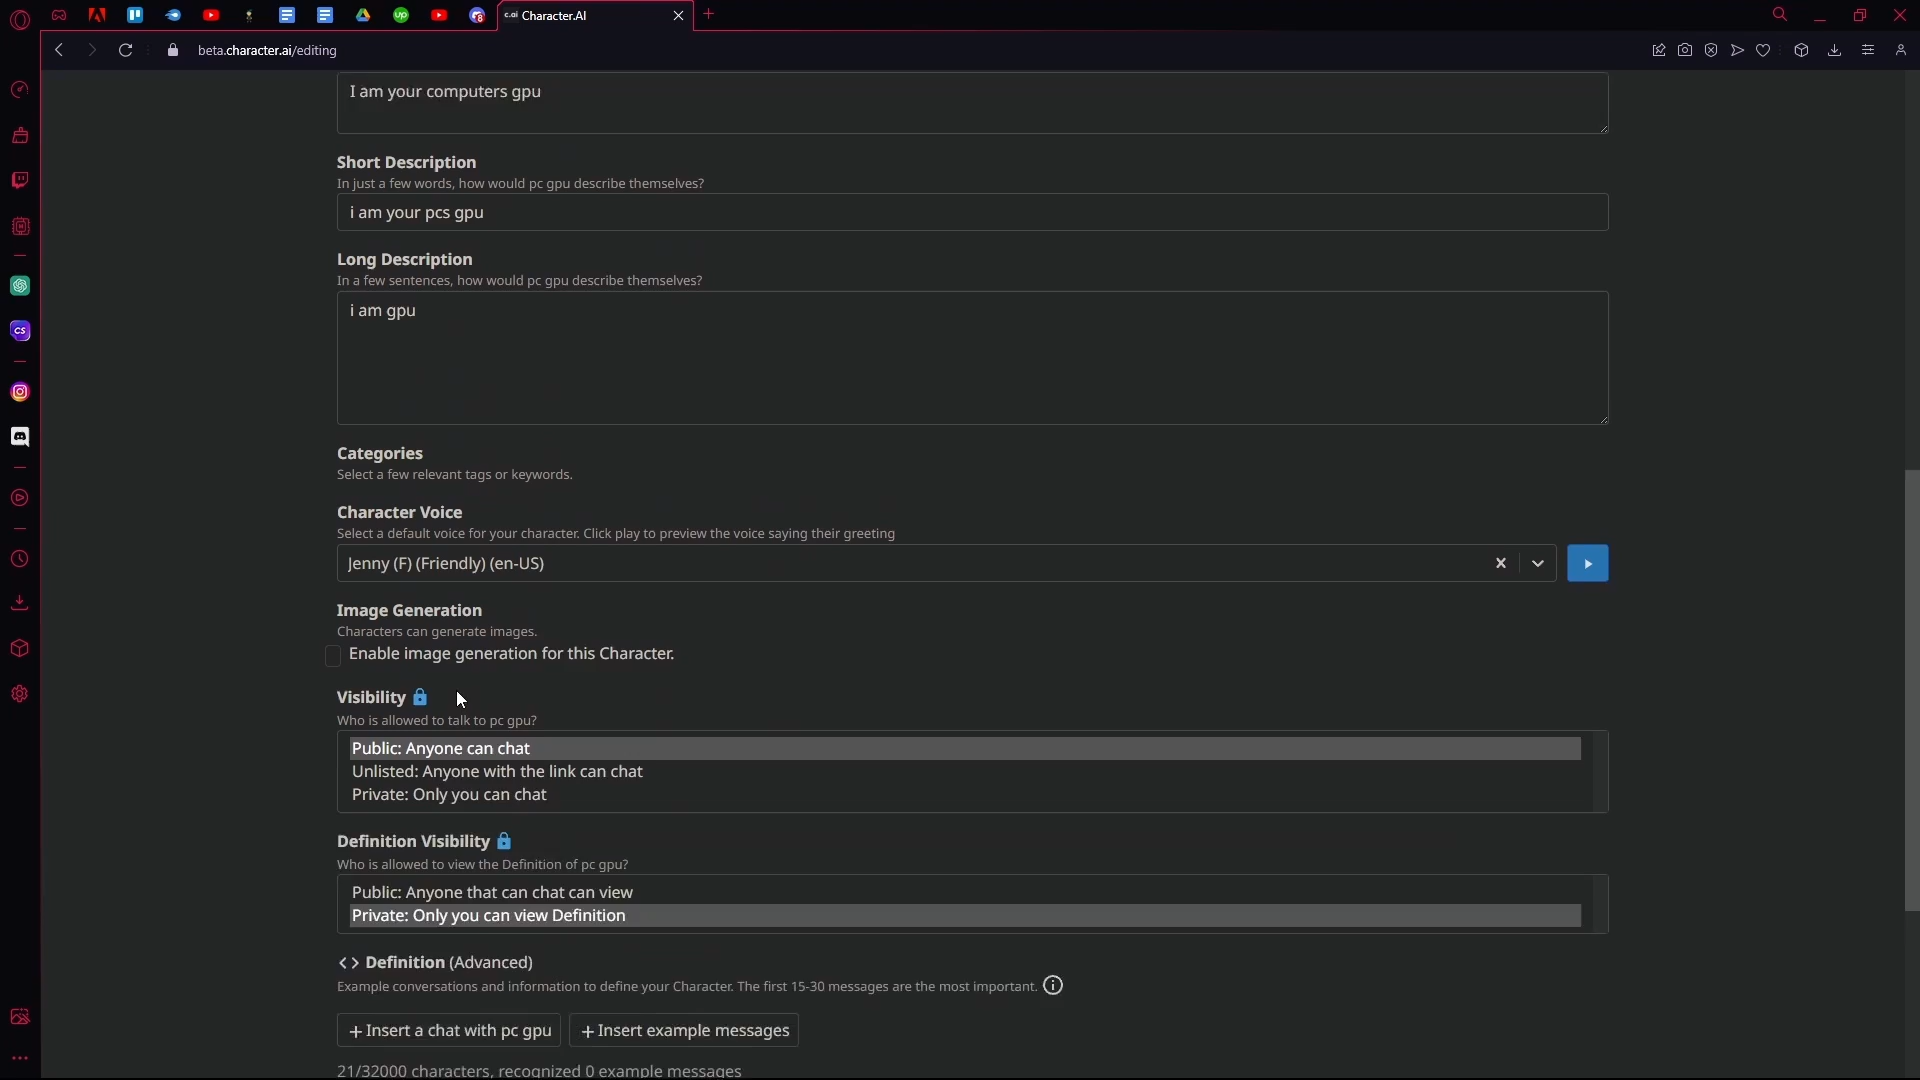 c.ai Character.AI
beta.character.ai/editing
I am your computers gpu
Short Description
In just a few words, how would pc gpu describe themselves?
i am your pcs gpu
Long Description
In a few sentences, how would pc gpu describe themselves?
i am gpu
Categories
Select a few relevant tags or keywords.
Character Voice
Select a default voice for your character. Click play to preview the voice saying their greeting
Jenny (F) (Friendly) (en-US)
Image Generation
Characters can generate images.
Enable image generation for this Character.
Visibility
Who is allowed to talk to pc gpu?
Public: Anyone can chat
Unlisted: Anyone with the link can chat
Private: Only you can chat
Definition Visibility
Who is allowed to view the Definition of pc gpu?
Public: Anyone that can chat can view
Private: Only you can view Definition
<> Definition (Advanced)
Example conversations and information to define your Character. The first 15-30 messages are the most important.
+ Insert a chat with pc gpu + Insert example messages
21/32000 characters, recognized 0 example messages